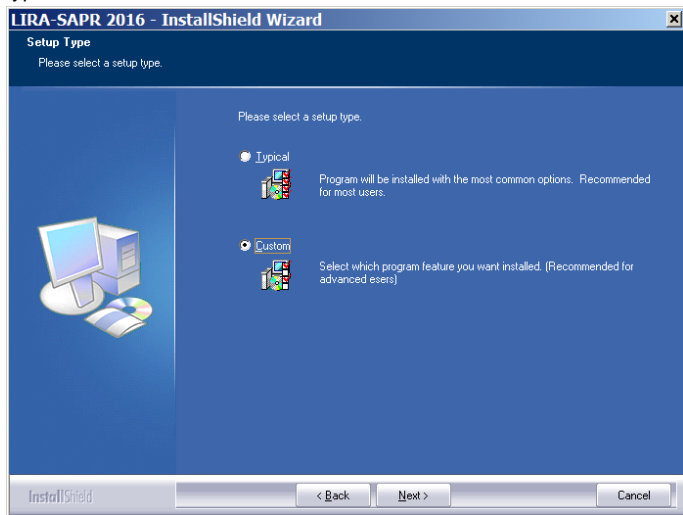 LIRA-SAPR 2016 - InstallShield Wizard
Setup Type
Please select a setup type.
Please select a setup type.
Typical
Program will be installed with the most common options. Recommended
for most users.
Custom
Select which program feature you want installed. (Recommended for
advanced esers)
InstallShield
< Back
Next >
Cancel